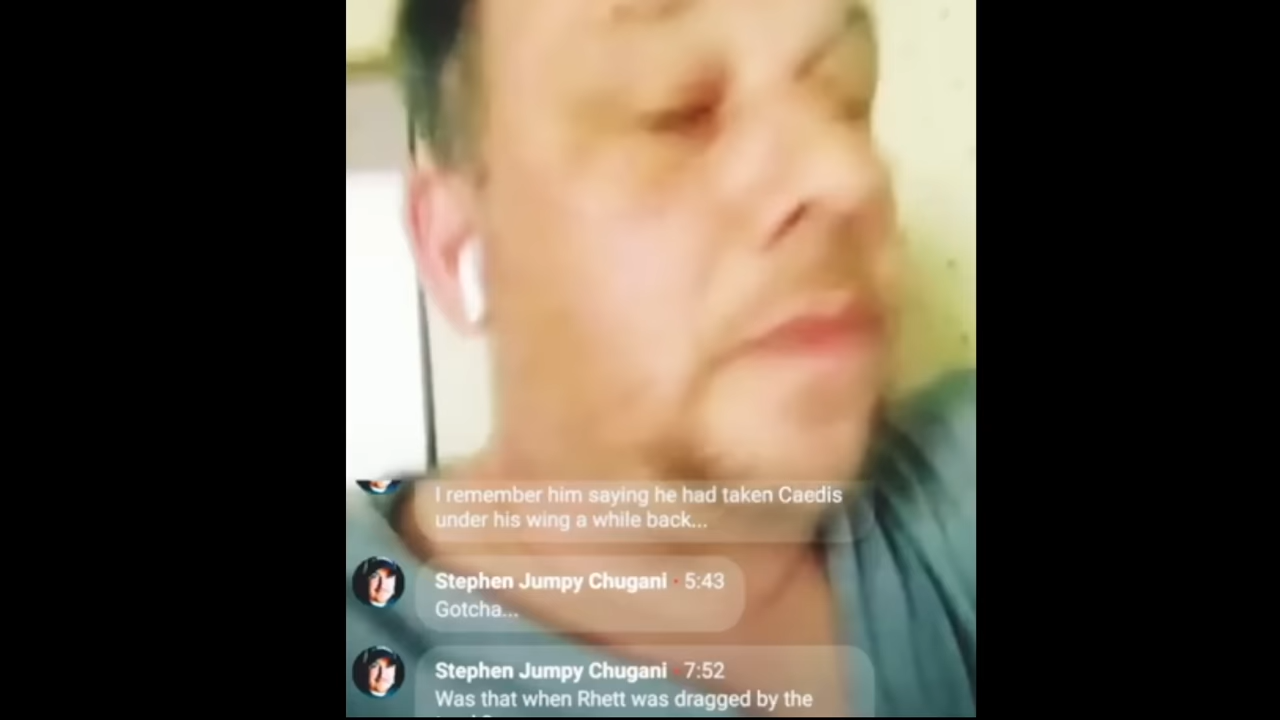 I remember him saying he had taken Caedis
under his wing a while back...
Stephen Jumpy Chugani · 5:43
Gotcha...
Stephen Jumpy Chugani · 7:52
Was that when Rhett was dragged by the